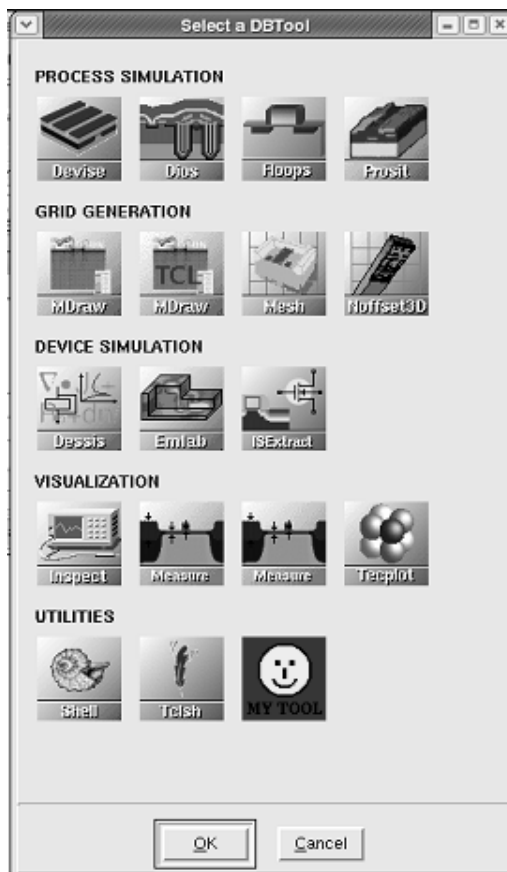 Select a DBTool
PROCESS SIMULATION
Devise Dios Floops Prosit
GRID GENERATION
MDraw TCL MDraw Mesh Noffset3D
DEVICE SIMULATION
Dessis Emlab ISExtract
VISUALIZATION
Inspect Measure Measure Tecplot
UTILITIES
Shell Tclsh MY TOOL
OK Cancel